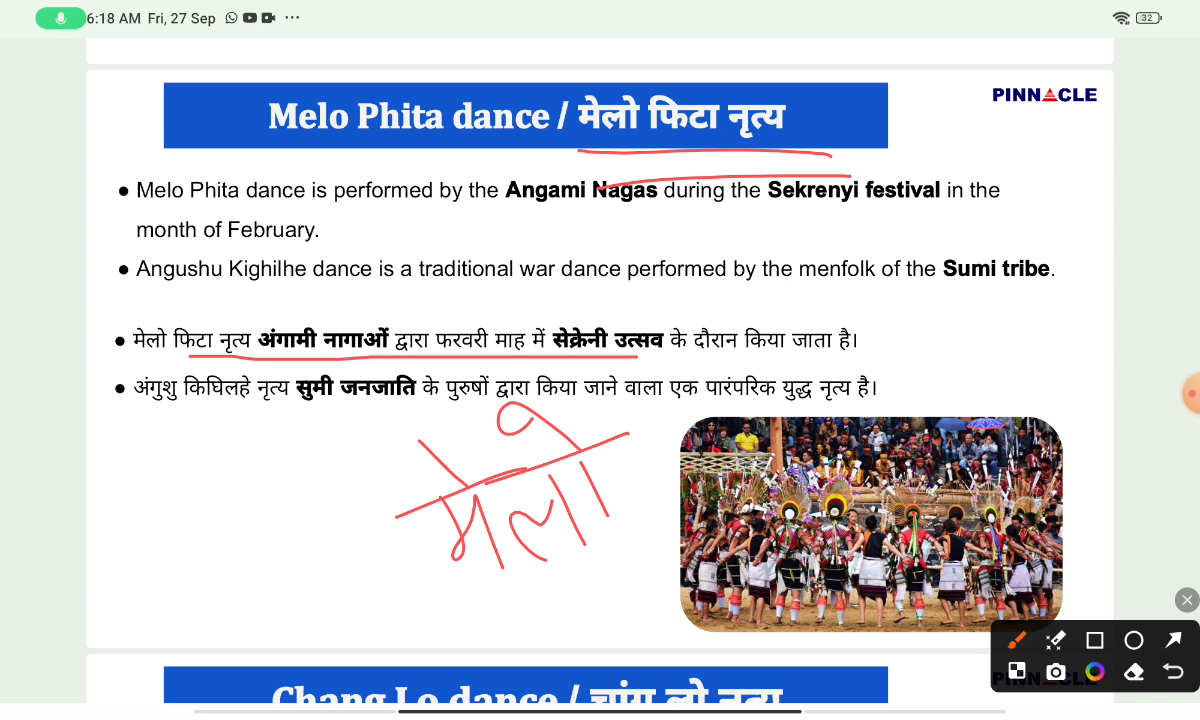 6:18 AM Fri, 27 Sep
32
Melo Phita dance / मेलो फिटा नृत्य
PINNACLE
● Melo Phita dance is performed by the Angami Nagas during the Sekrenyi festival in the
month of February.
● Angushu Kighilhe dance is a traditional war dance performed by the menfolk of the Sumi tribe.
● मेलो फिटा नृत्य अंगामी नागाओं द्वारा फरवरी माह में सेक्रेनी उत्सव के दौरान किया जाता है।
● अंगुशु किघिलहे नृत्य सुमी जनजाति के पुरुषों द्वारा किया जाने वाला एक पारंपरिक युद्ध नृत्य है।
मेलो
Chang Lo dance / चांग लो नृत्य
PINNACLE